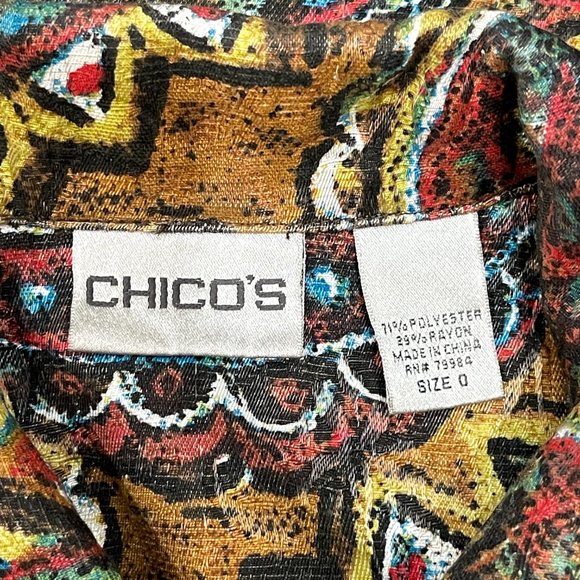 CHICO'S
71% POLYESTER
29% RAYON
MADE IN CHINA
RN# 79984
SIZE 0